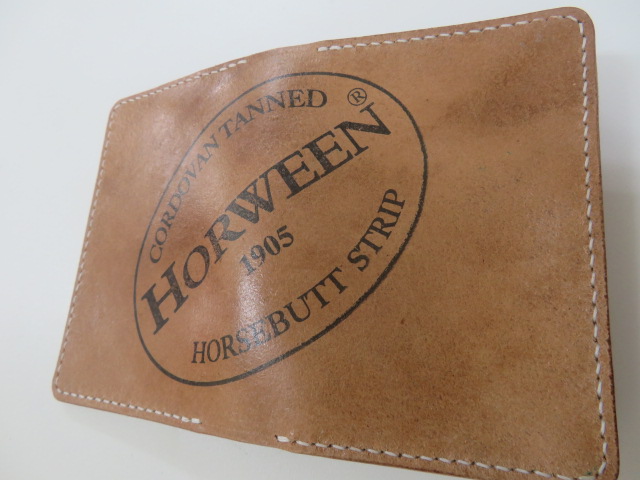 CORDOVAN TANNED ®
HORWEEN
1905
HORSEBUTT STRIP